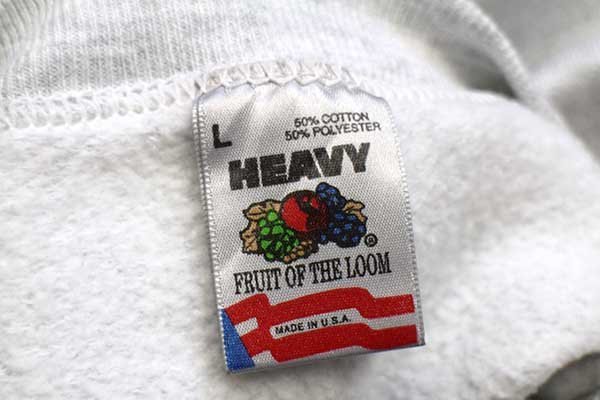 L
50% COTTON
50% POLYESTER
HEAVY
®
FRUIT OF THE LOOM
MADE IN U.S.A.